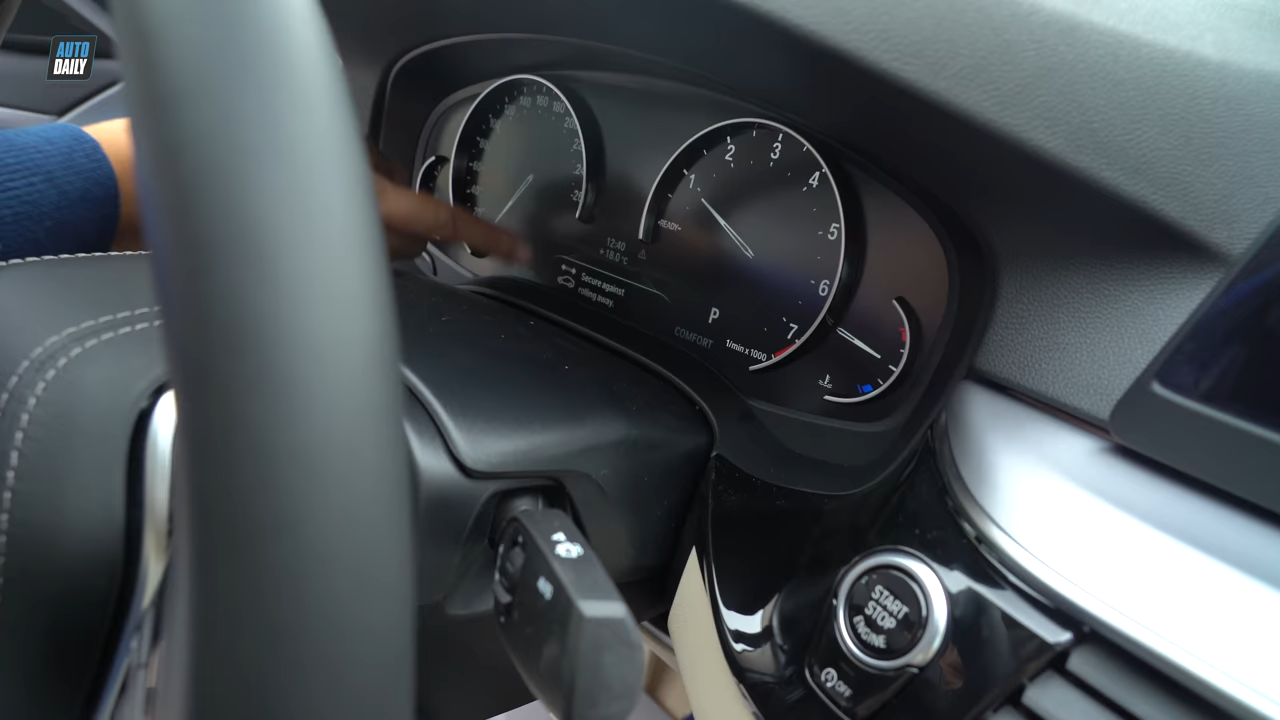 AUTO
DAILY
140 160 180
1 2 3 4 5 6 7
-READY-
12:40
+18.0°C
Secure against
rolling away.
P
COMFORT
1/min x 1000
START
STOP
ENGINE
OFF